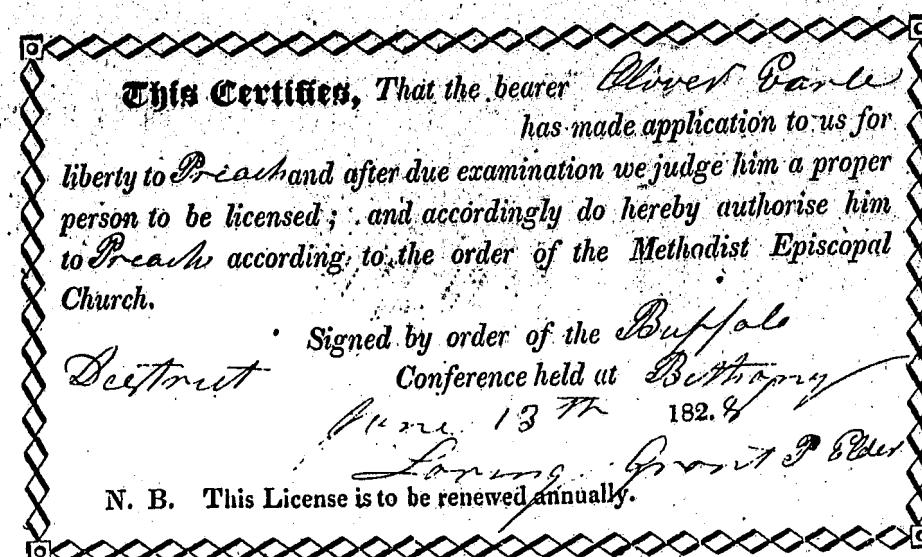 This Certifies, That the bearer Oliver Earle
has made application to us for
liberty to Preach and after due examination we judge him a proper
person to be licensed; and accordingly do hereby authorise him
to Preach according to the order of the Methodist Episcopal
Church.
Signed by order of the Buffalo
Destrict Conference held at Bethany
June 13th 1828
Loring Grant P Elder
N. B. This License is to be renewed annually.